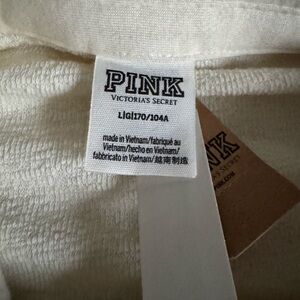 PINK
VICTORIA'S SECRET
L|G|170/104A
made in Vietnam/fabriqué au
Vietnam/hecho en Vietnam/
fabbricato in Vietnam/越南制造
PINK